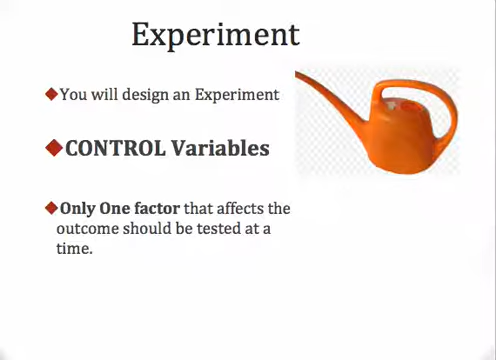 Experiment
You will design an Experiment
CONTROL Variables
Only One factor that affects the
outcome should be tested at a
time.